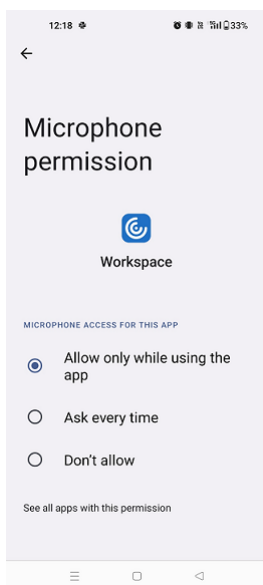 12:18 33%
Microphone
permission
Workspace
MICROPHONE ACCESS FOR THIS APP
Allow only while using the
app
Ask every time
Don't allow
See all apps with this permission